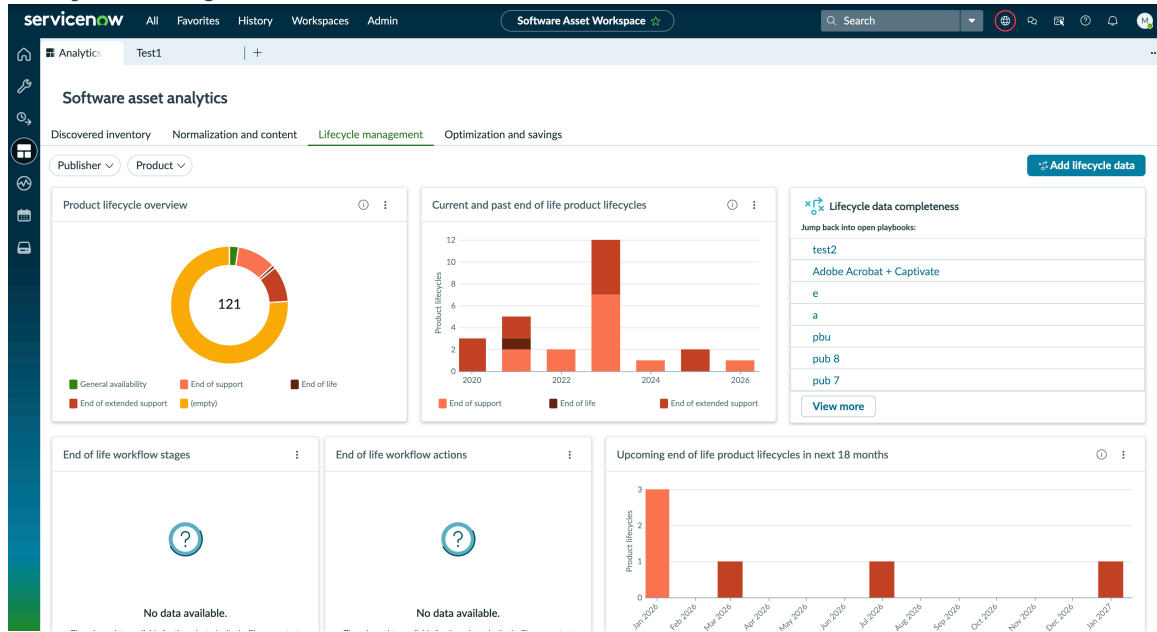 servicenow All Favorites History Workspaces Admin Software Asset Workspace ☆ Search M
Analytics Test1 +
Software asset analytics
Discovered inventory Normalization and content Lifecycle management Optimization and savings
Publisher Product Add lifecycle data
Product lifecycle overview
121
General availability End of support End of life
End of extended support (empty)
Current and past end of life product lifecycles
Product lifecycles
12
10
8
6
4
2
0
2020 2022 2024 2026
End of support End of life End of extended support
Lifecycle data completeness
Jump back into open playbooks:
test2
Adobe Acrobat + Captivate
e
a
pbu
pub 8
pub 7
View more
End of life workflow stages
?
No data available.
End of life workflow actions
?
No data available.
Upcoming end of life product lifecycles in next 18 months
Product lifecycles
3
2
1
0
Jan 2026 Feb 2026 Mar 2026 Apr 2026 May 2026 Jun 2026 Jul 2026 Aug 2026 Sep 2026 Oct 2026 Nov 2026 Dec 2026 Jan 2027